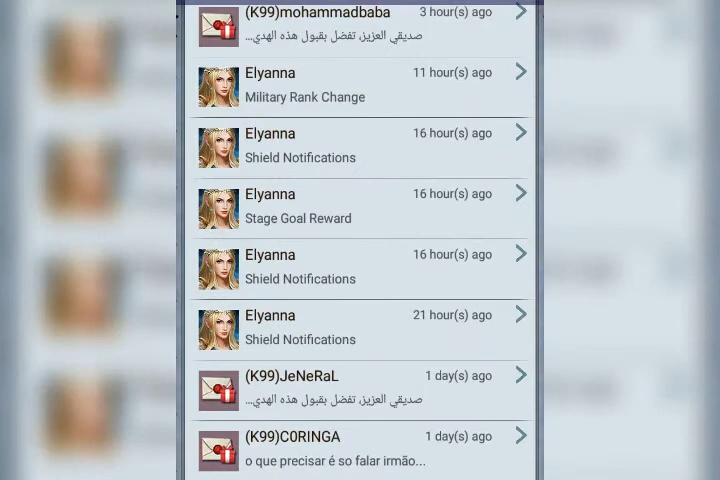 (K99)mohammadbaba 3 hour(s) ago
صديقي العزيز، تفضل بقبول هذه الهدي...
Elyanna 11 hour(s) ago
Military Rank Change
Elyanna 16 hour(s) ago
Shield Notifications
Elyanna 16 hour(s) ago
Stage Goal Reward
Elyanna 16 hour(s) ago
Shield Notifications
Elyanna 21 hour(s) ago
Shield Notifications
(K99)JeNeRaL 1 day(s) ago
صديقي العزيز، تفضل بقبول هذه الهدي...
(K99)C0RINGA 1 day(s) ago
o que precisar é so falar irmão...